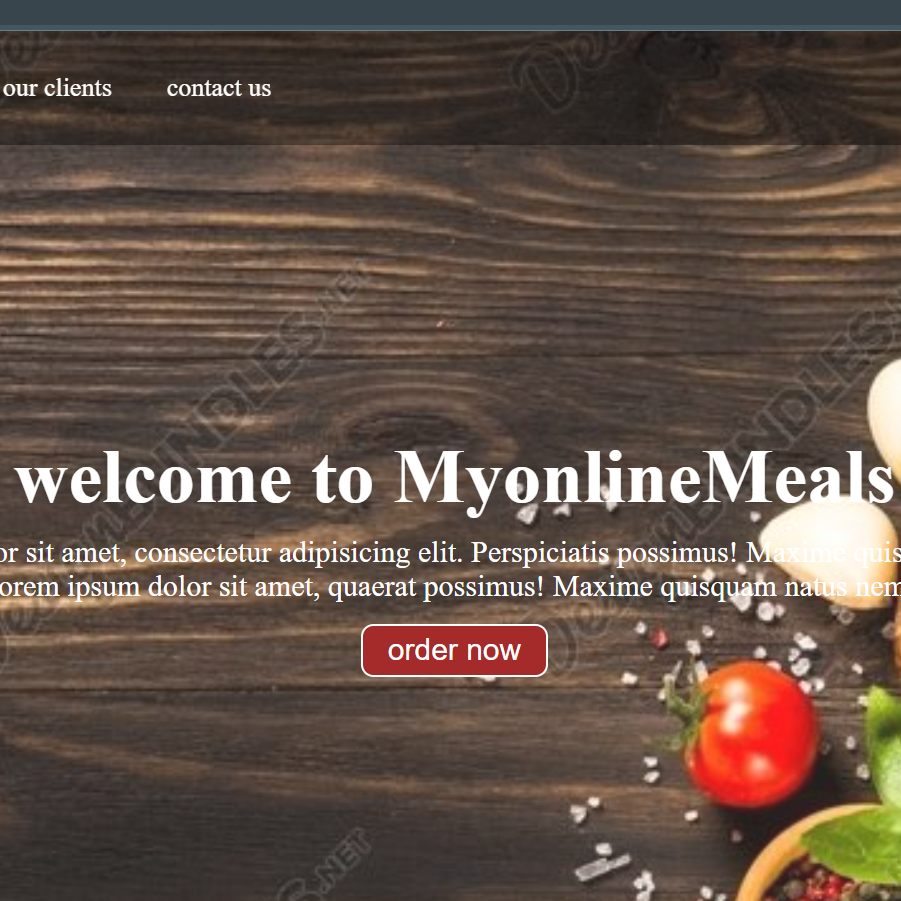 our clients contact us
welcome to MyonlineMeals
or sit amet, consectetur adipisicing elit. Perspiciatis possimus! Maxime quis
orem ipsum dolor sit amet, quaerat possimus! Maxime quisquam natus nem
order now